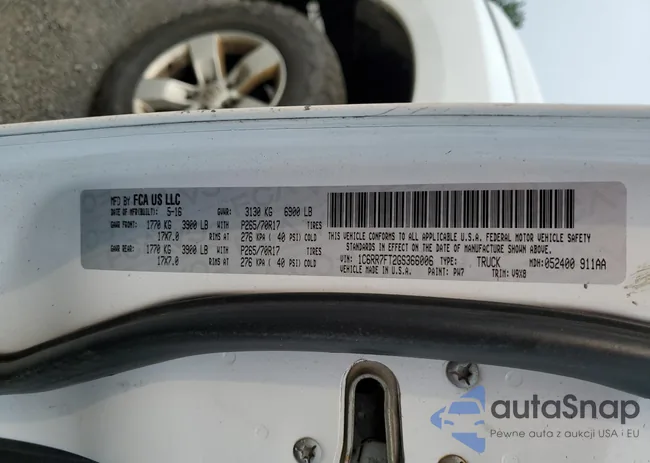 MFD BY FCA US LLC
DATE OF MFR(BUILT): 5-16 GVWR: 3130 KG 6900 LB
GAWR FRONT: 1770 KG 3900 LB WITH P265/70R17 TIRES
17X7.0 RIMS AT 276 KPA ( 40 PSI) COLD
GAWR REAR: 1770 KG 3900 LB WITH P265/70R17 TIRES
17X7.0 RIMS AT 276 KPA ( 40 PSI) COLD
THIS VEHICLE CONFORMS TO ALL APPLICABLE U.S.A. FEDERAL MOTOR VEHICLE SAFETY
STANDARDS IN EFFECT ON THE DATE OF MANUFACTURE SHOWN ABOVE.
VIN: 1C6RR7FT2GS366006 TYPE: TRUCK MDH: 052400 911AA
VEHICLE MADE IN U.S.A. PAINT: PW7 TRIM: V9X8
autaSnap
Pewne auta z aukcji USA i EU